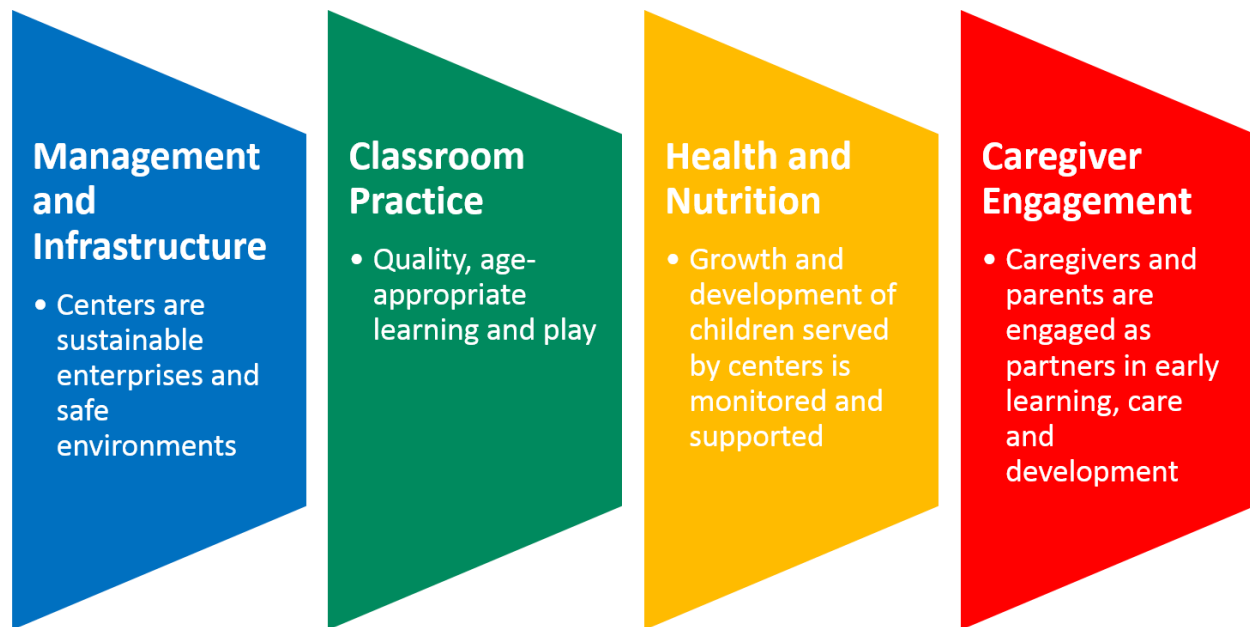 Management
and
Infrastructure
• Centers are
sustainable
enterprises and
safe
environments
Classroom
Practice
• Quality, age-
appropriate
learning and play
Health and
Nutrition
• Growth and
development of
children served
by centers is
monitored and
supported
Caregiver
Engagement
• Caregivers and
parents are
engaged as
partners in early
learning, care
and
development